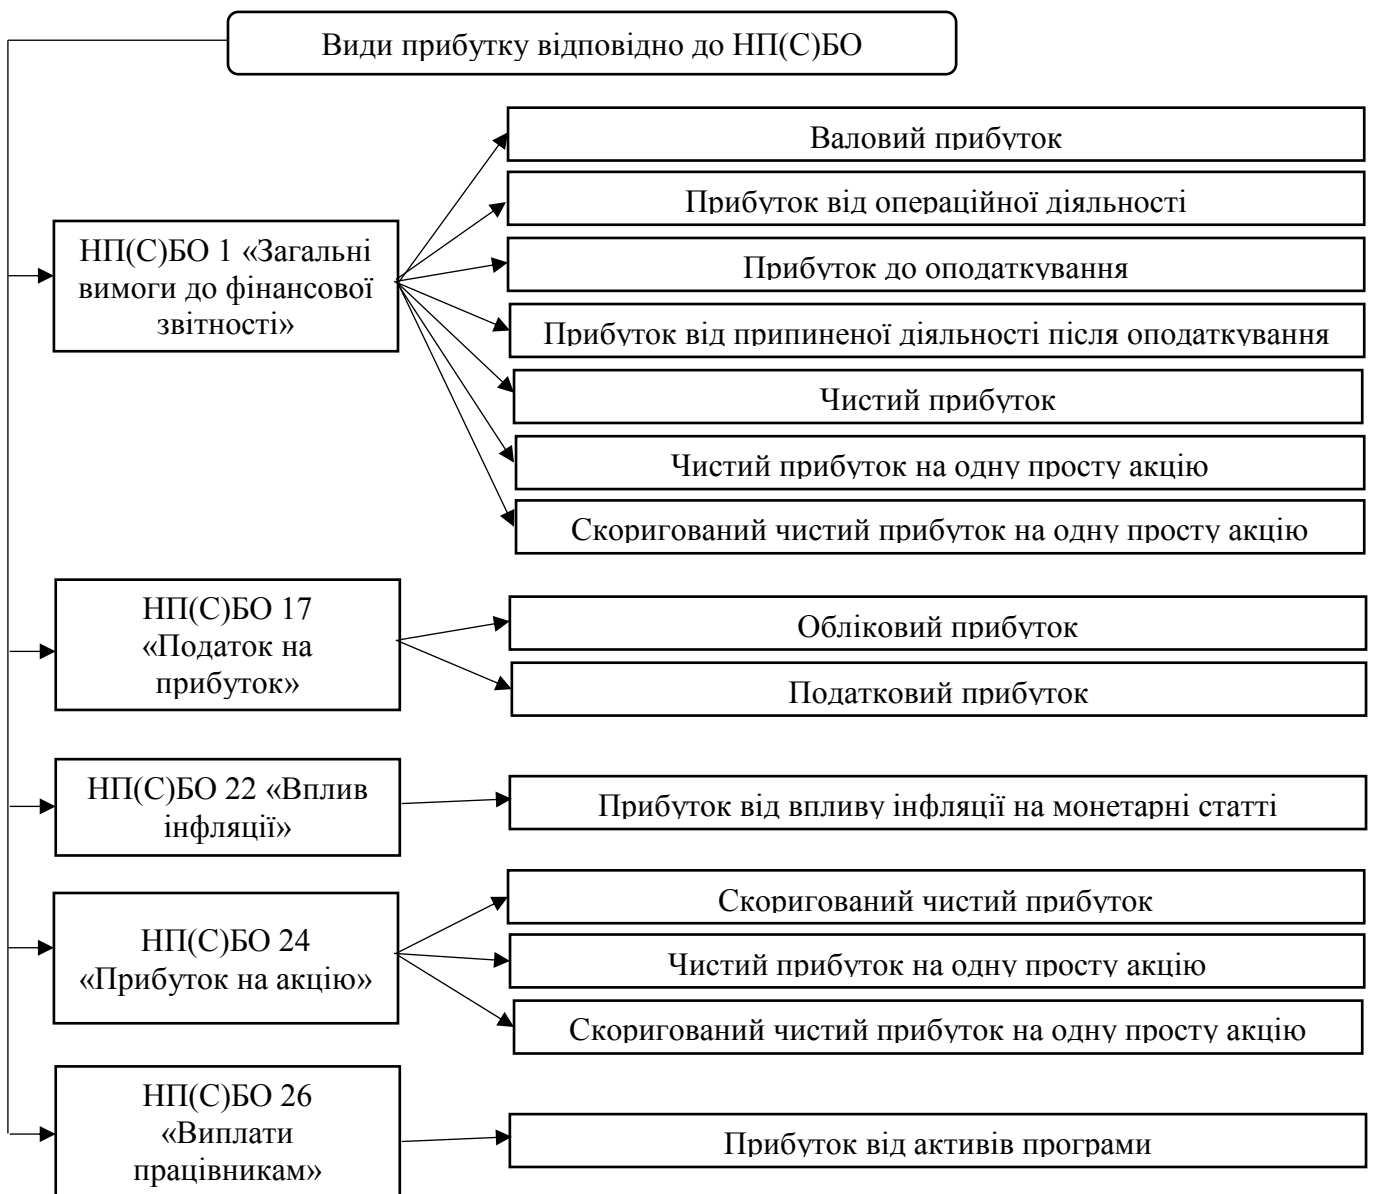 Види прибутку відповідно до НП(С)БО
НП(С)БО 1 «Загальні
вимоги до фінансової
звітності»
Валовий прибуток
Прибуток від операційної діяльності
Прибуток до оподаткування
Прибуток від припиненої діяльності після оподаткування
Чистий прибуток
Чистий прибуток на одну просту акцію
Скоригований чистий прибуток на одну просту акцію
НП(С)БО 17
«Податок на
прибуток»
Обліковий прибуток
Податковий прибуток
НП(С)БО 22 «Вплив
інфляції»
Прибуток від впливу інфляції на монетарні статті
НП(С)БО 24
«Прибуток на акцію»
Скоригований чистий прибуток
Чистий прибуток на одну просту акцію
Скоригований чистий прибуток на одну просту акцію
НП(С)БО 26
«Виплати
працівникам»
Прибуток від активів програми